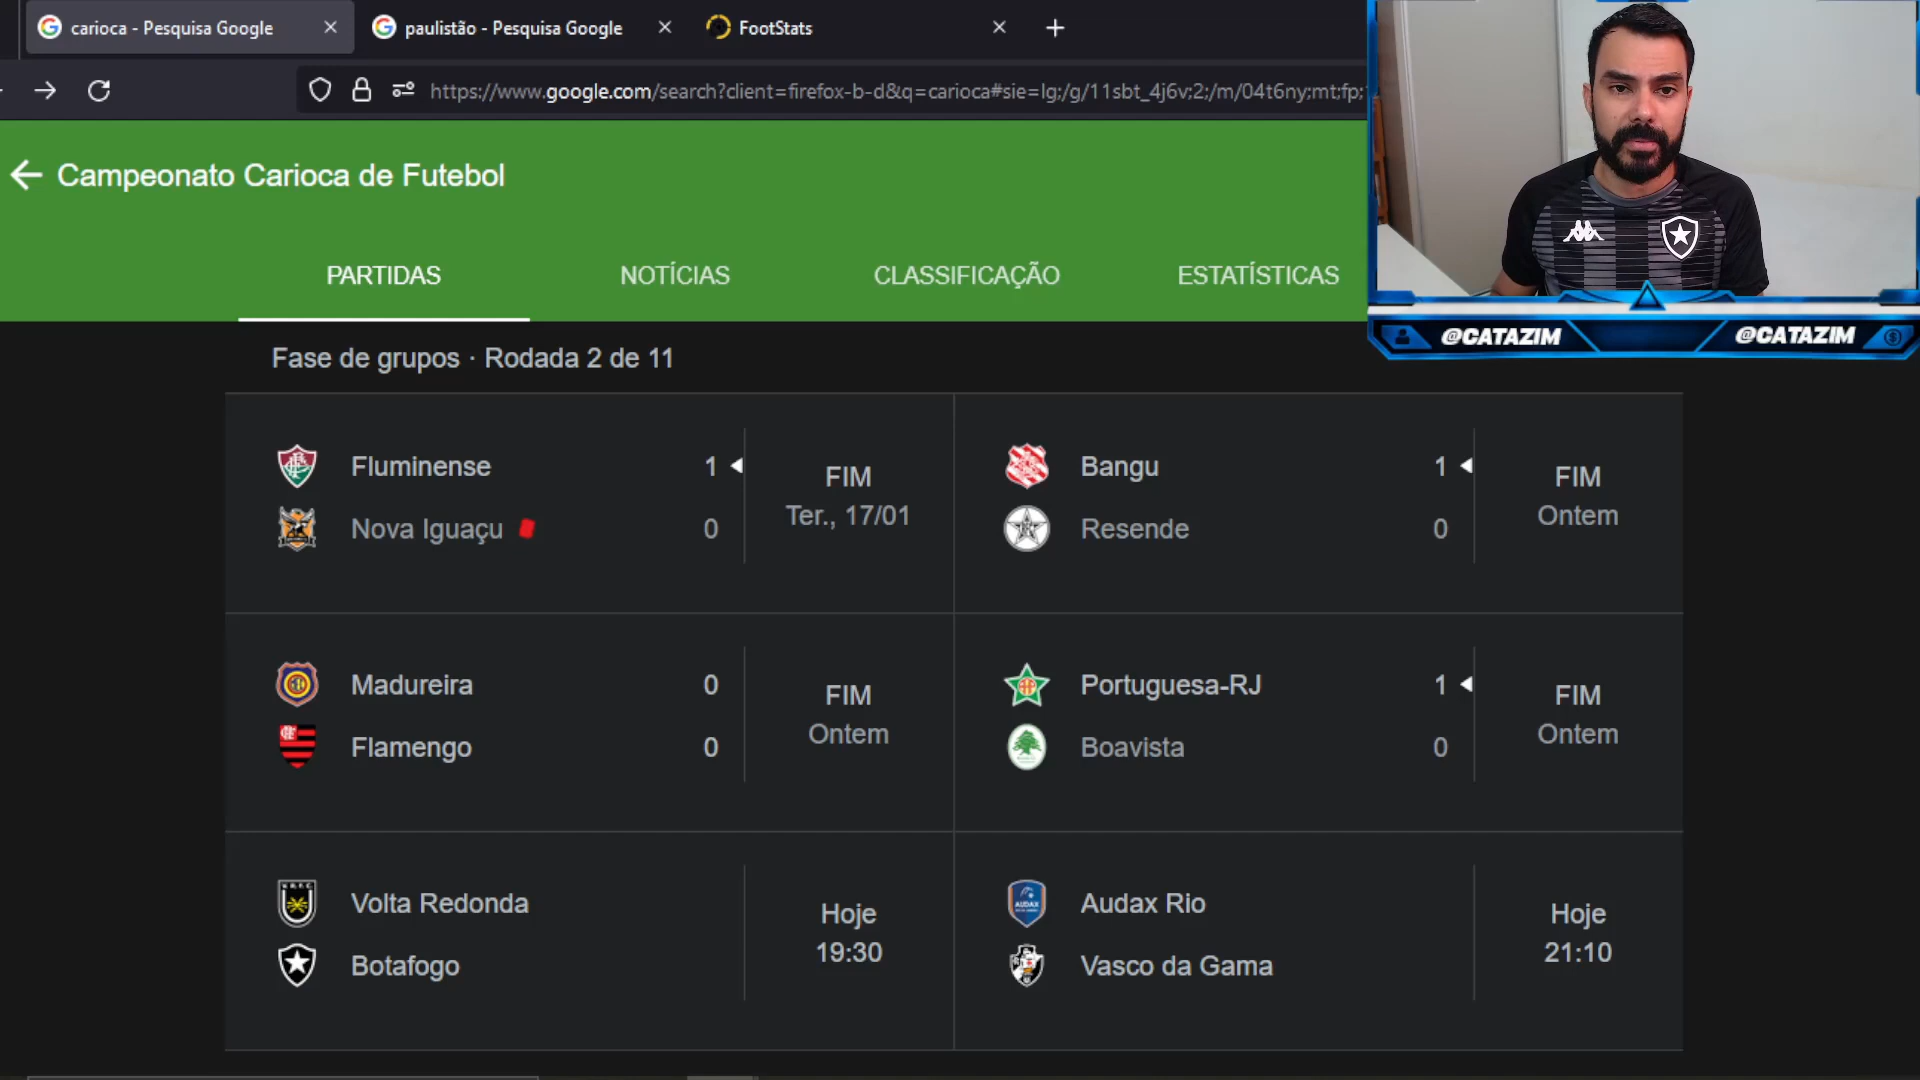 carioca - Pesquisa Google
paulistão - Pesquisa Google
FootStats
https://www.google.com/search?client=firefox-b-d&q=carioca#sie=lg;/g/11sbt_4j6v;2;/m/04t6ny;mt;fp;
Campeonato Carioca de Futebol
PARTIDAS
NOTÍCIAS
CLASSIFICAÇÃO
ESTATÍSTICAS
@CATAZIM
@CATAZIM
Fase de grupos · Rodada 2 de 11
Fluminense 1
Nova Iguaçu 0
FIM
Ter., 17/01
Bangu 1
Resende 0
FIM
Ontem
Madureira 0
Flamengo 0
FIM
Ontem
Portuguesa-RJ 1
Boavista 0
FIM
Ontem
Volta Redonda
Botafogo
Hoje
19:30
AUDAX
Audax Rio
Vasco da Gama
Hoje
21:10